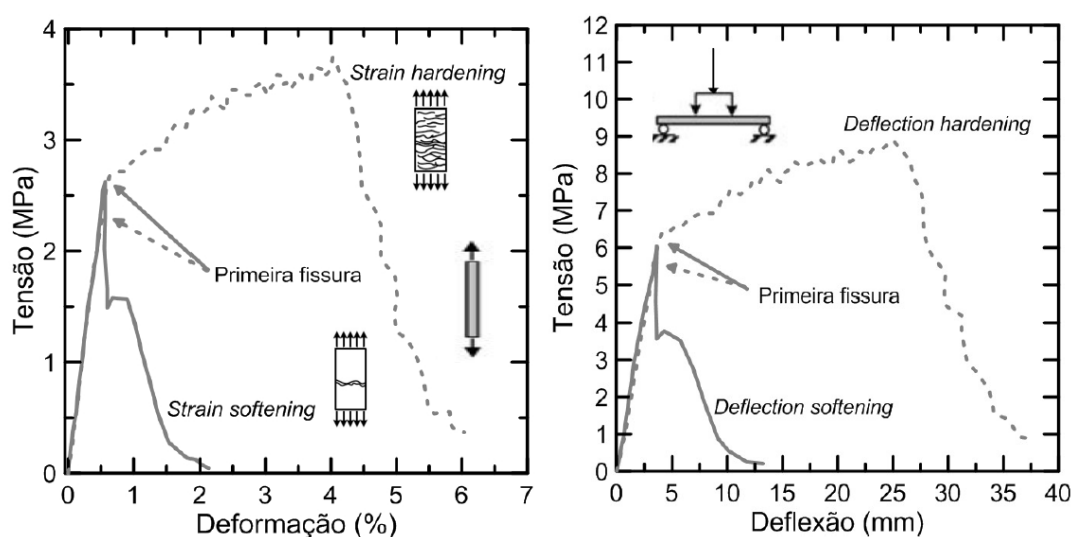 4
3
2
1
0
Tensão (MPa)
Strain hardening
Primeira fissura
Strain softening
0 1 2 3 4 5 6 7
Deformação (%)
12
11
10
9
8
7
6
5
4
3
2
1
0
Tensão (MPa)
Deflection hardening
Primeira fissura
Deflection softening
0 5 10 15 20 25 30 35 40
Deflexão (mm)